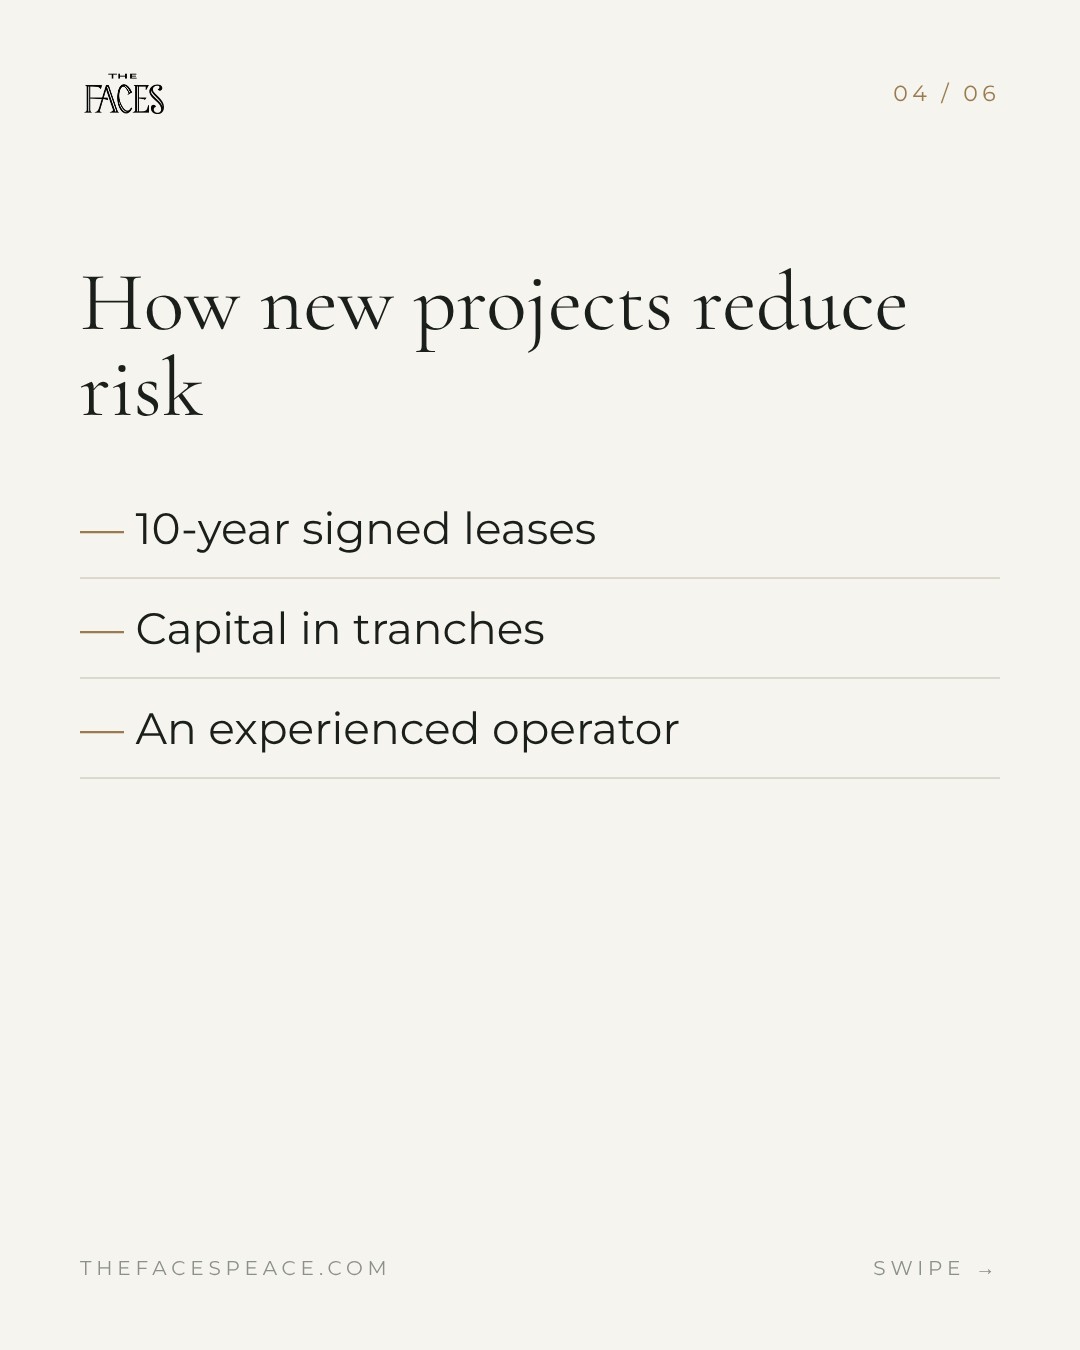 THE
FACES
04 / 06
How new projects reduce
risk
— 10-year signed leases
— Capital in tranches
— An experienced operator
THEFACESPEACE.COM
SWIPE →